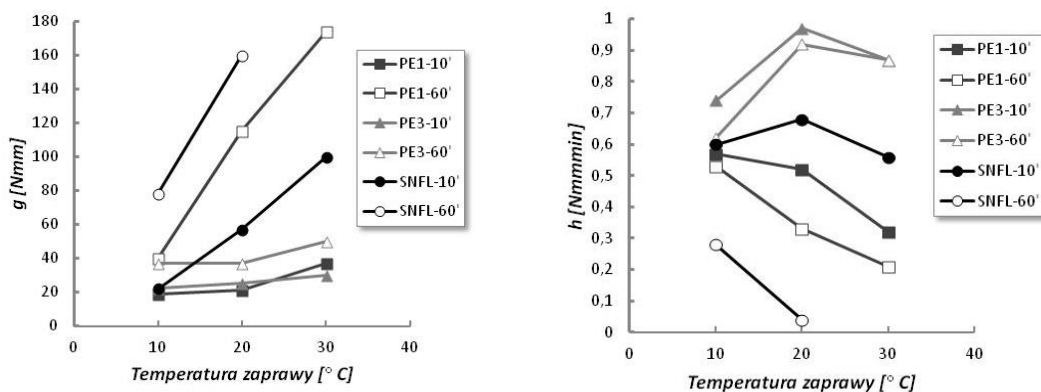 180
160
140
120
100
80
60
40
20
0
g [Nmm]
0 10 20 30 40
Temperatura zaprawy [° C]
PE1-10'
PE1-60'
PE3-10'
PE3-60'
SNFL-10'
SNFL-60'
1
0,9
0,8
0,7
0,6
0,5
0,4
0,3
0,2
0,1
0
h [Nmmmin]
0 10 20 30 40
Temperatura zaprawy [° C]
PE1-10'
PE1-60'
PE3-10'
PE3-60'
SNFL-10'
SNFL-60'